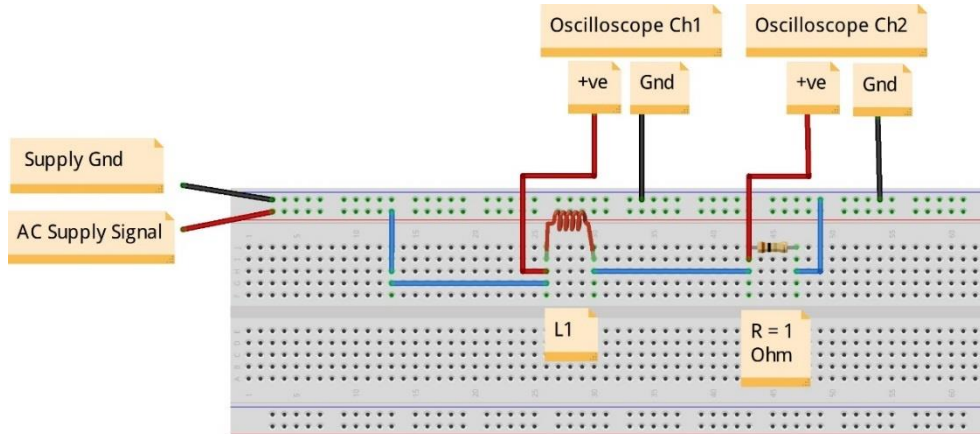 Oscilloscope Ch1
Oscilloscope Ch2
+ve
Gnd
+ve
Gnd
Supply Gnd
AC Supply Signal
L1
R = 1
Ohm